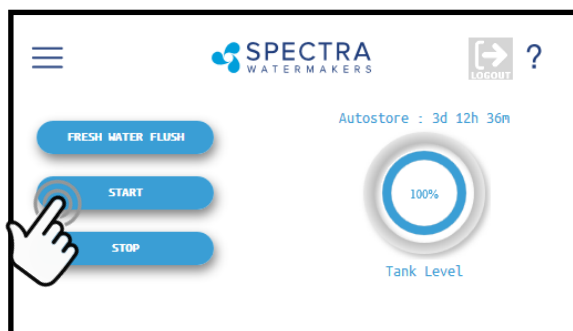 SPECTRA
WATERMAKERS
LOGOUT
?
Autostore : 3d 12h 36m
FRESH WATER FLUSH
START
100%
STOP
Tank Level